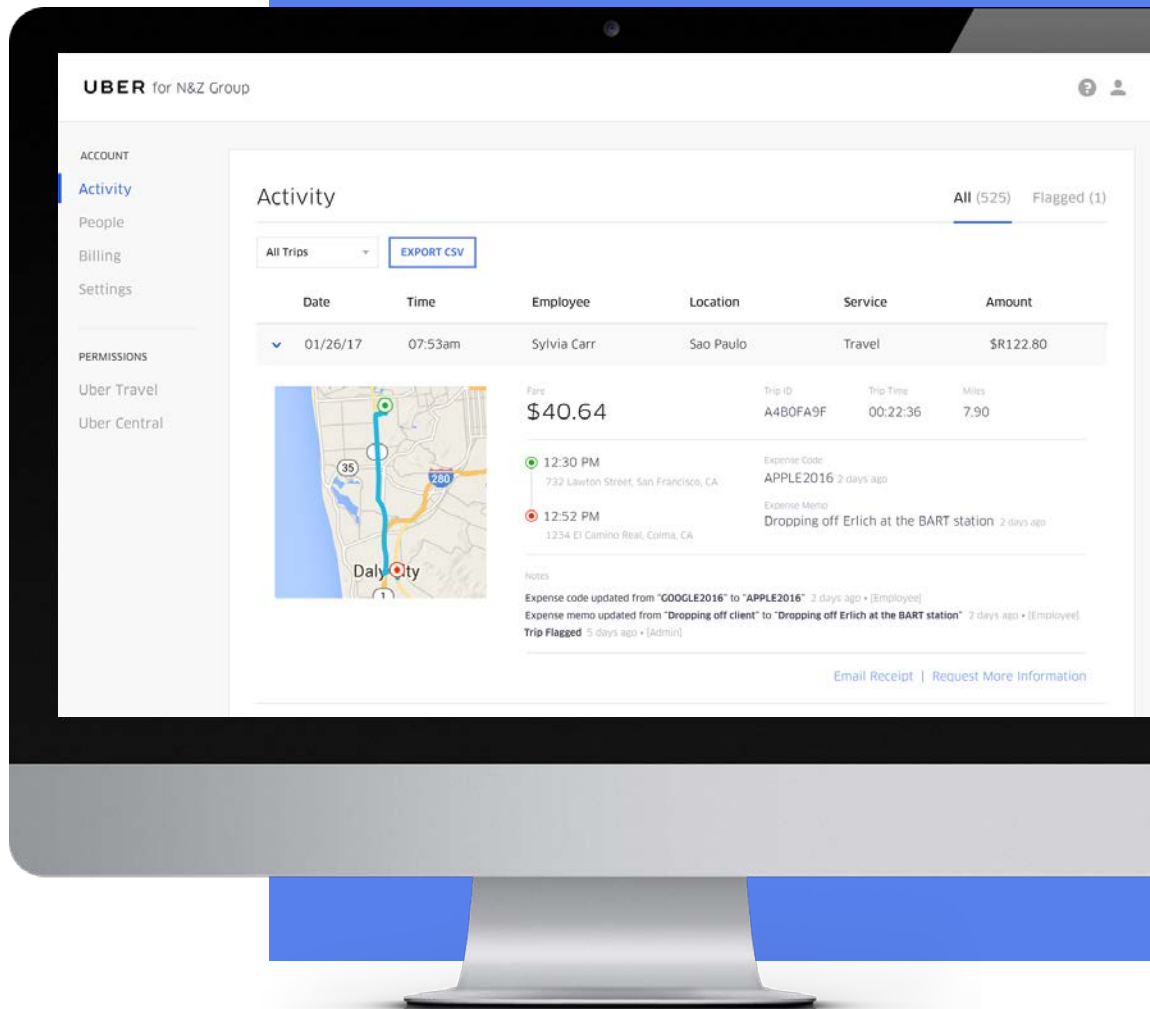 UBER for N&Z Group
ACCOUNT
Activity
People
Billing
Settings
PERMISSIONS
Uber Travel
Uber Central
Activity
All (525) Flagged (1)
All Trips EXPORT CSV
Date Time Employee Location Service Amount
01/26/17 07:53am Sylvia Carr Sao Paulo Travel $R122.80
35
280
Daly City
1
Fare Trip ID Trip Time Miles
$40.64 A4B0FA9F 00:22:36 7.90
12:30 PM
732 Lawton Street, San Francisco, CA
12:52 PM
1234 El Camino Real, Colma, CA
Expense Code
APPLE2016 2 days ago
Expense Memo
Dropping off Erlich at the BART station 2 days ago
Notes
Expense code updated from "GOOGLE2016" to "APPLE2016" 2 days ago • [Employee]
Expense memo updated from "Dropping off client" to "Dropping off Erlich at the BART station" 2 days ago • [Employee]
Trip Flagged 5 days ago • [Admin]
Email Receipt | Request More Information